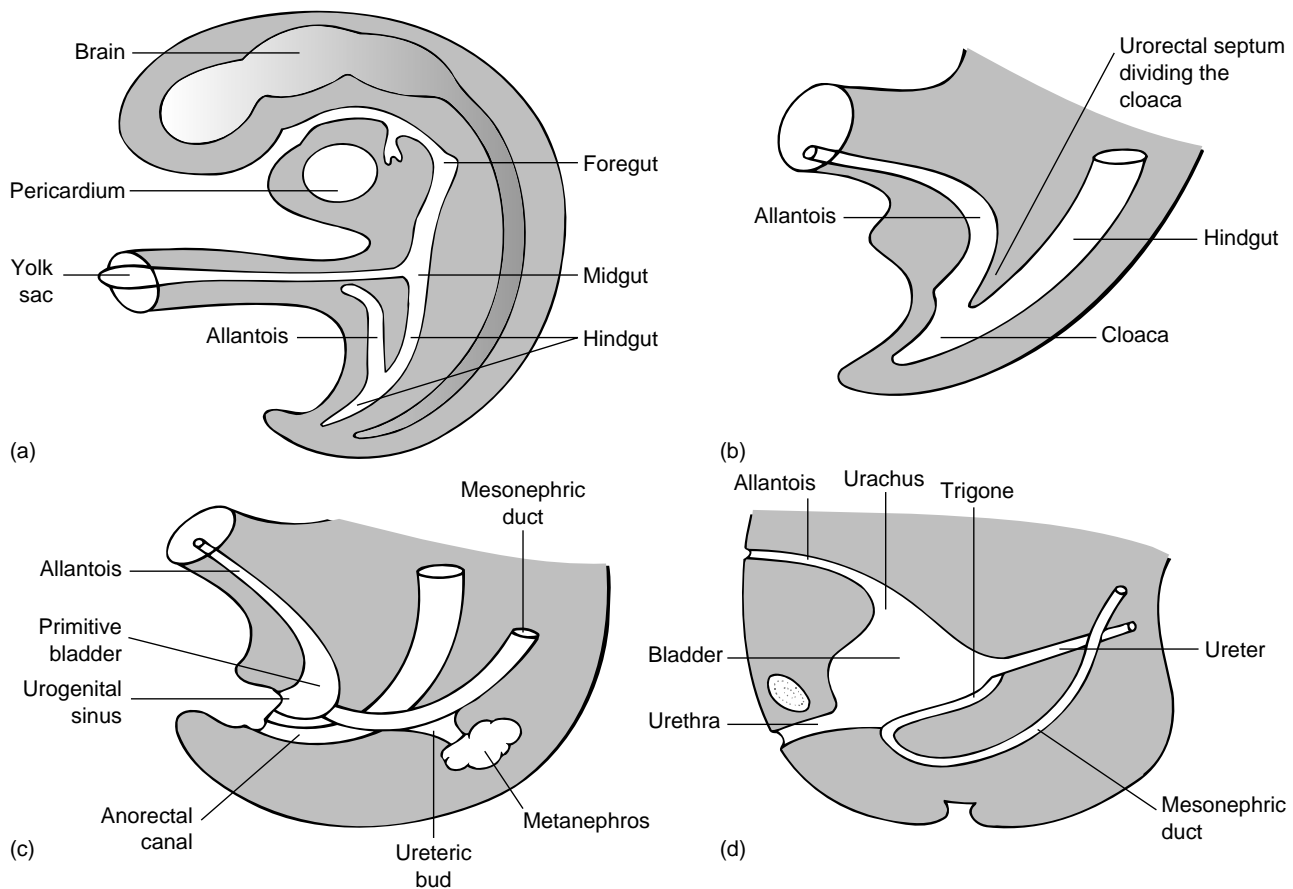 Brain
Pericardium
Yolk
sac
Allantois
Foregut
Midgut
Hindgut
(a)
Urorectal septum
dividing the
cloaca
Allantois
Hindgut
Cloaca
(b)
Mesonephric
duct
Allantois
Primitive
bladder
Urogenital
sinus
Anorectal
canal
Ureteric
bud
Metanephros
(c)
Allantois
Urachus
Trigone
Bladder
Urethra
Ureter
Mesonephric
duct
(d)